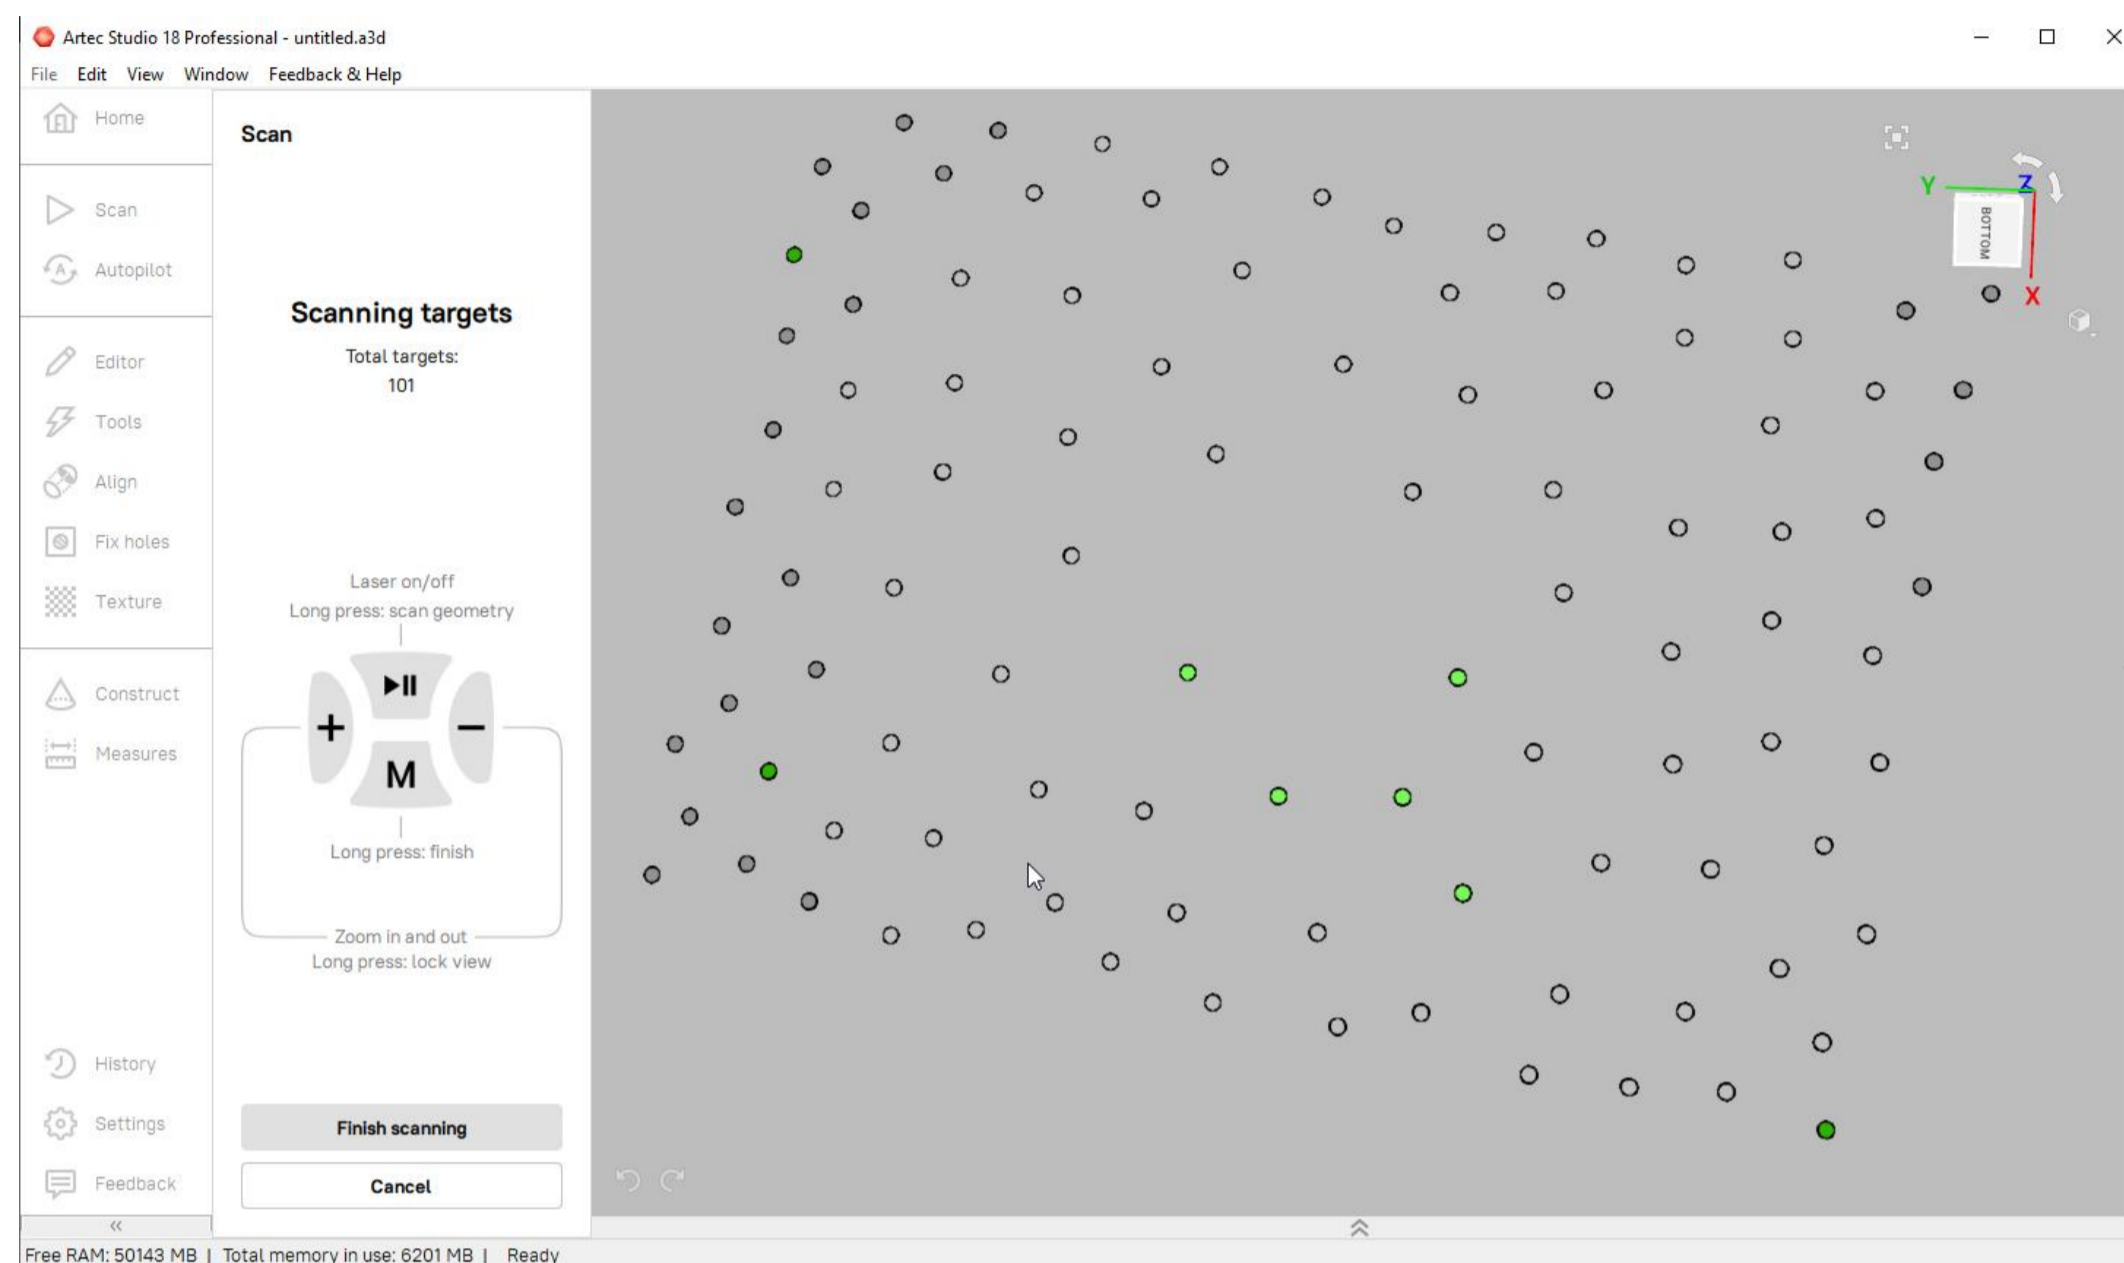 Artec Studio 18 Professional - untitled.a3d
File Edit View Window Feedback & Help
Home
Scan
Autopilot
Editor
Tools
Align
Fix holes
Texture
Construct
Measures
History
Settings
Feedback
«
Scan
Scanning targets
Total targets:
101
Laser on/off
Long press: scan geometry
+
−
M
Long press: finish
Zoom in and out
Long press: lock view
Finish scanning
Cancel
Y
Z
BOTTOM
X
Free RAM: 50143 MB | Total memory in use: 6201 MB | Ready